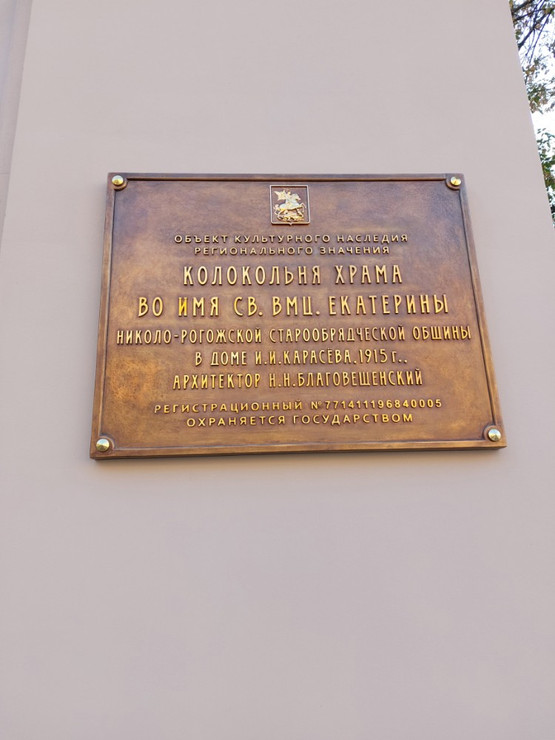 ОБЪЕКТ КУЛЬТУРНОГО НАСЛЕДИЯ
РЕГИОНАЛЬНОГО ЗНАЧЕНИЯ
КОЛОКОЛЬНЯ ХРАМА
ВО ИМЯ СВ. ВМЦ. ЕКАТЕРИНЫ
НИКОЛО-РОГОЖСКОЙ СТАРООБРЯДЧЕСКОЙ ОБЩИНЫ
В ДОМЕ И.И.КАРАСЕВА, 1915 г.,
АРХИТЕКТОР Н.Н.БЛАГОВЕЩЕНСКИЙ
РЕГИСТРАЦИОННЫЙ №771411196840005
ОХРАНЯЕТСЯ ГОСУДАРСТВОМ